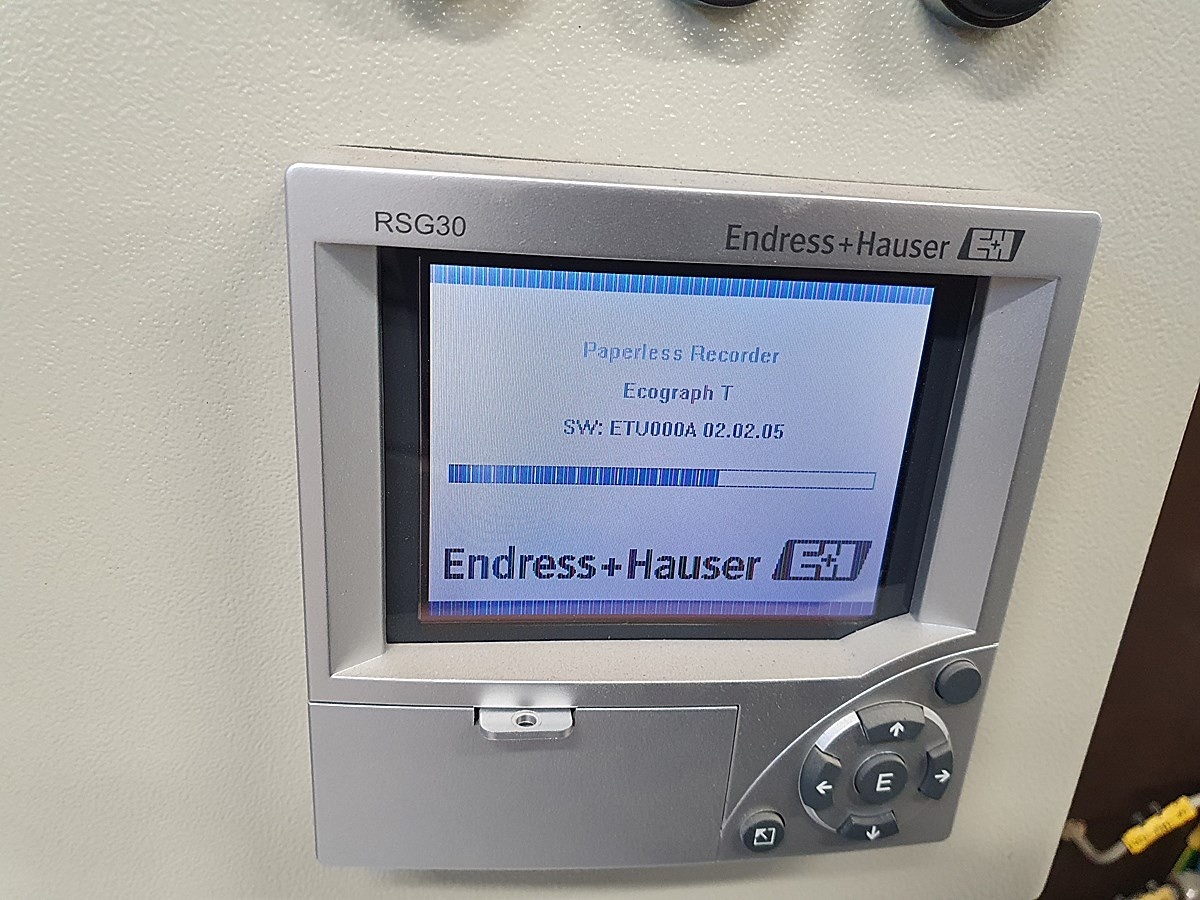 RSG30
Endress+Hauser E+H
Paperless Recorder
Ecograph T
SW: ETU000A 02.02.05
Endress+Hauser E+H
E